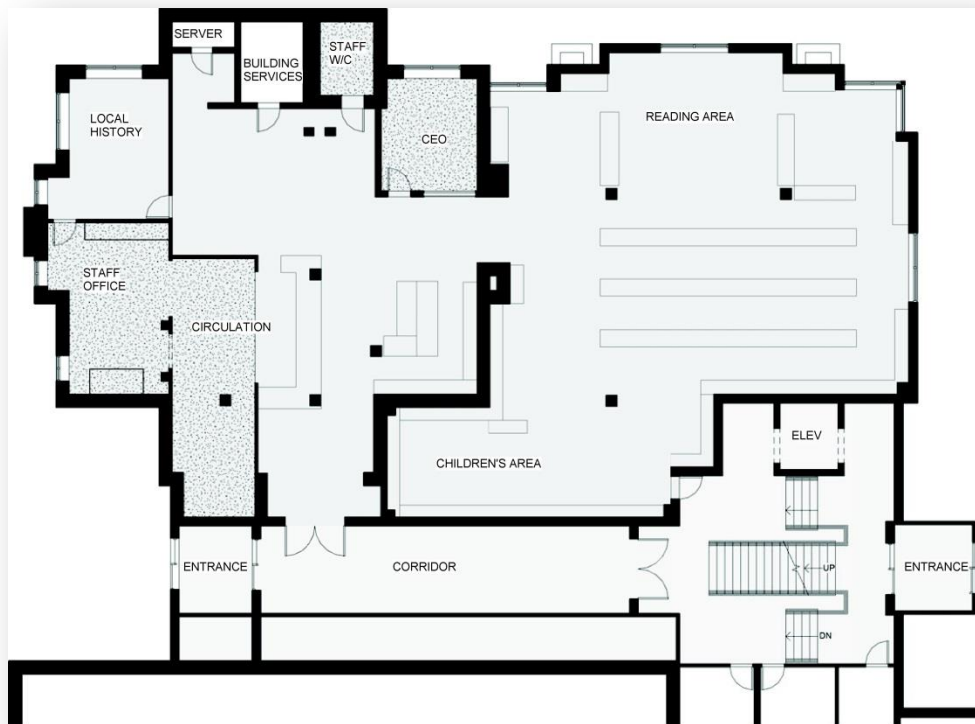 SERVER
BUILDING
SERVICES
STAFF
W/C
LOCAL
HISTORY
CEO
READING AREA
STAFF
OFFICE
CIRCULATION
CHILDREN'S AREA
ELEV
ENTRANCE
CORRIDOR
UP
ENTRANCE
DN